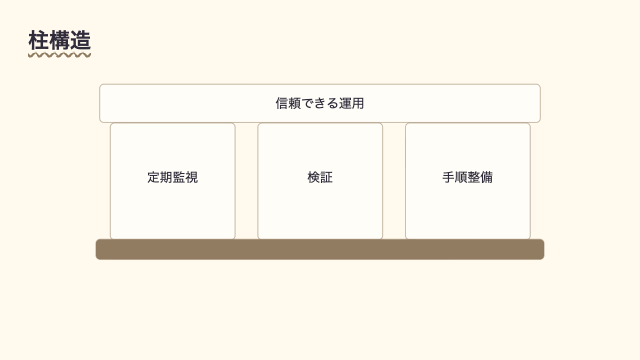 柱構造
信頼できる運用
定期監視
検証
手順整備